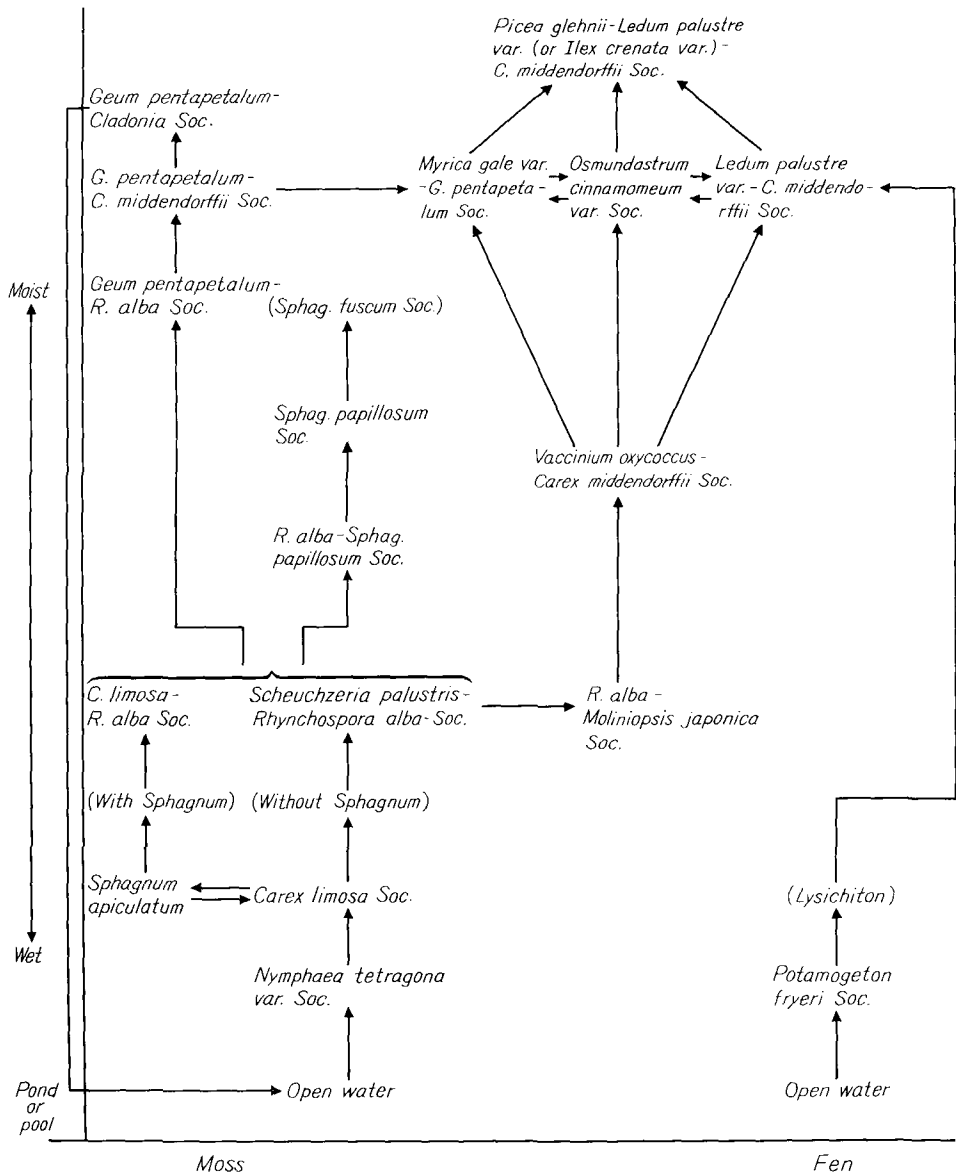 Picea glehnii-Ledum palustre
var. (or Ilex crenata var.)-
C. middendorffii Soc.
Geum pentapetalum-
Cladonia Soc.
G. pentapetalum-
C. middendorffii Soc.
Myrica gale var.
-G. pentapeta-
lum Soc.
Osmundastrum
cinnamomeum
var. Soc.
Ledum palustre
var. - C. middendo-
rffii Soc.
Moist
Geum pentapetalum-
R. alba Soc.
(Sphag. fuscum Soc.)
Sphag. papillosum
Soc.
Vaccinium oxycoccus-
Carex middendorffii Soc.
R. alba-Sphag.
papillosum Soc.
C. limosa-
R. alba Soc.
Scheuchzeria palustris-
Rhynchospora alba-Soc.
R. alba-
Moliniopsis japonica
Soc.
(With Sphagnum)
(Without Sphagnum)
Sphagnum
apiculatum
Carex limosa Soc.
(Lysichiton)
Wet
Nymphaea tetragona
var. Soc.
Potamogeton
fryeri Soc.
Pond
or
pool
Open water
Open water
Moss
Fen